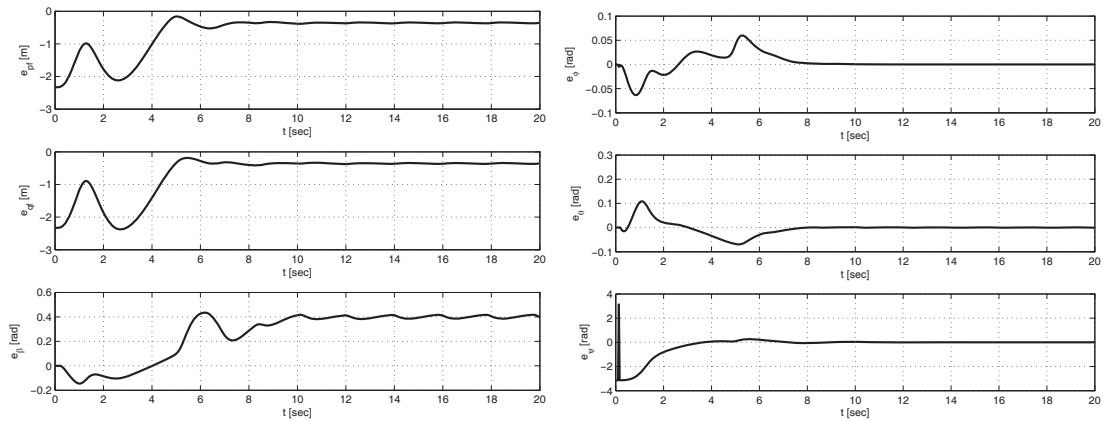 0
−1
−2
−3
e_pf [m]
0 2 4 6 8 10 12 14 16 18 20
t [sec]
0
−1
−2
−3
e_qf [m]
0 2 4 6 8 10 12 14 16 18 20
t [sec]
0.6
0.4
0.2
0
−0.2
e_β [rad]
0 2 4 6 8 10 12 14 16 18 20
t [sec]
0.1
0.05
0
−0.05
−0.1
e_ϕ [rad]
0 2 4 6 8 10 12 14 16 18 20
t [sec]
0.3
0.2
0.1
0
−0.1
e_θ [rad]
0 2 4 6 8 10 12 14 16 18 20
t [sec]
4
2
0
−2
−4
e_ψ [rad]
0 2 4 6 8 10 12 14 16 18 20
t [sec]